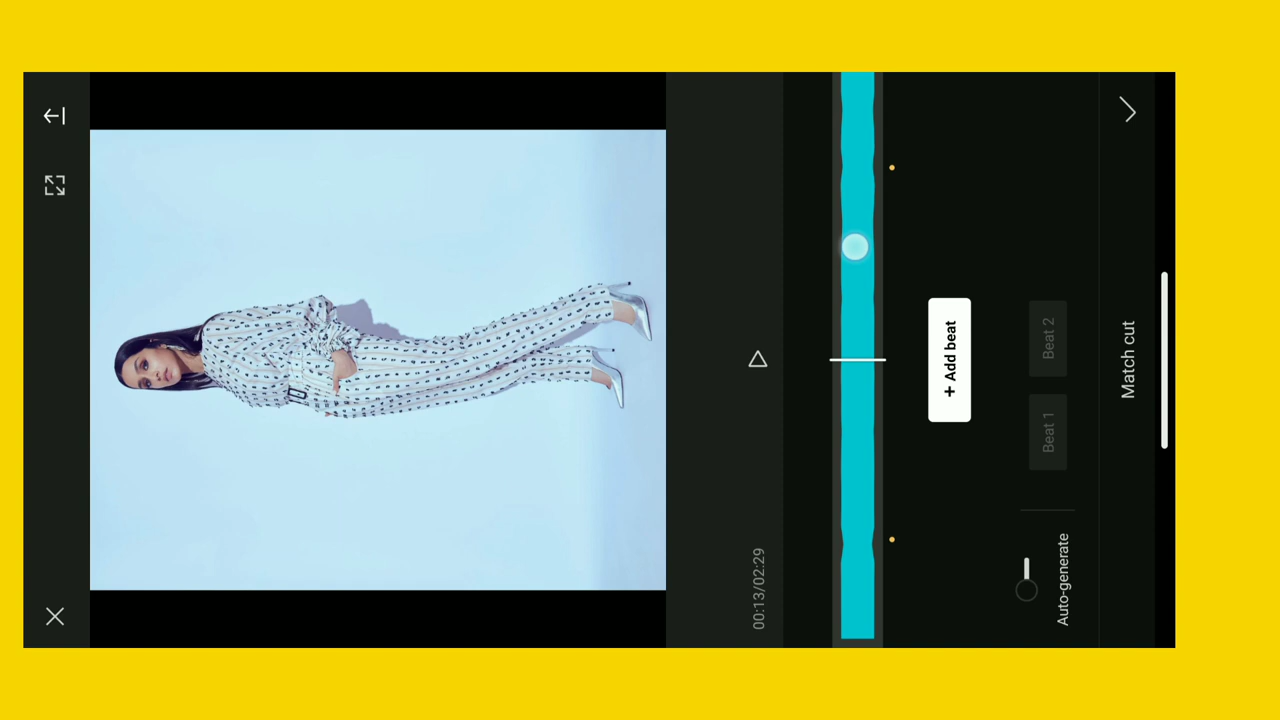 00:13/02:29
+ Add beat
Auto-generate
Beat 1
Beat 2
Match cut